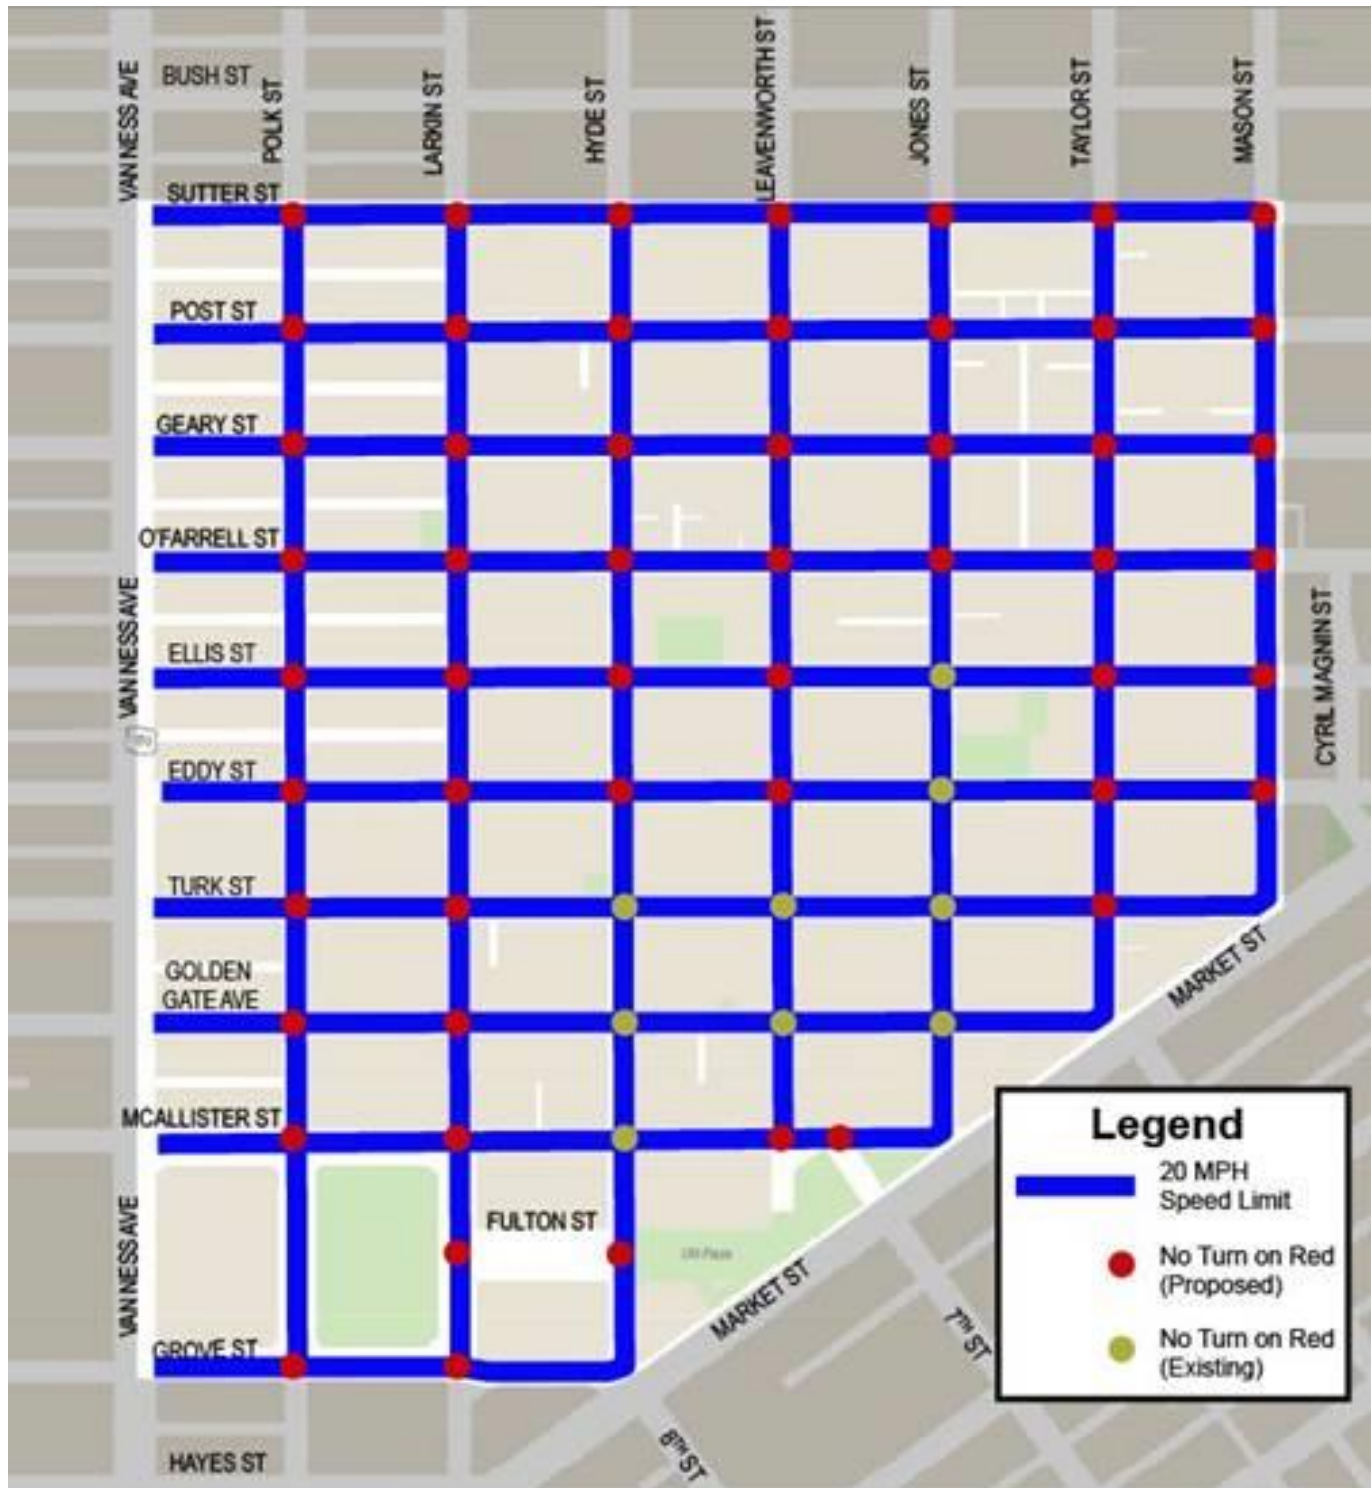 BUSH ST
VAN NESS AVE
POLK ST
LARKIN ST
HYDE ST
LEAVENWORTH ST
JONES ST
TAYLOR ST
MASON ST
SUTTER ST
POST ST
GEARY ST
O'FARRELL ST
VAN NESS AVE
ELLIS ST
CYRIL MAGNIN ST
EDDY ST
TURK ST
GOLDEN
GATE AVE
MARKET ST
MCALLISTER ST
Legend
20 MPH
Speed Limit
No Turn on Red
(Proposed)
No Turn on Red
(Existing)
FULTON ST
VAN NESS AVE
MARKET ST
7TH ST
GROVE ST
8TH ST
HAYES ST